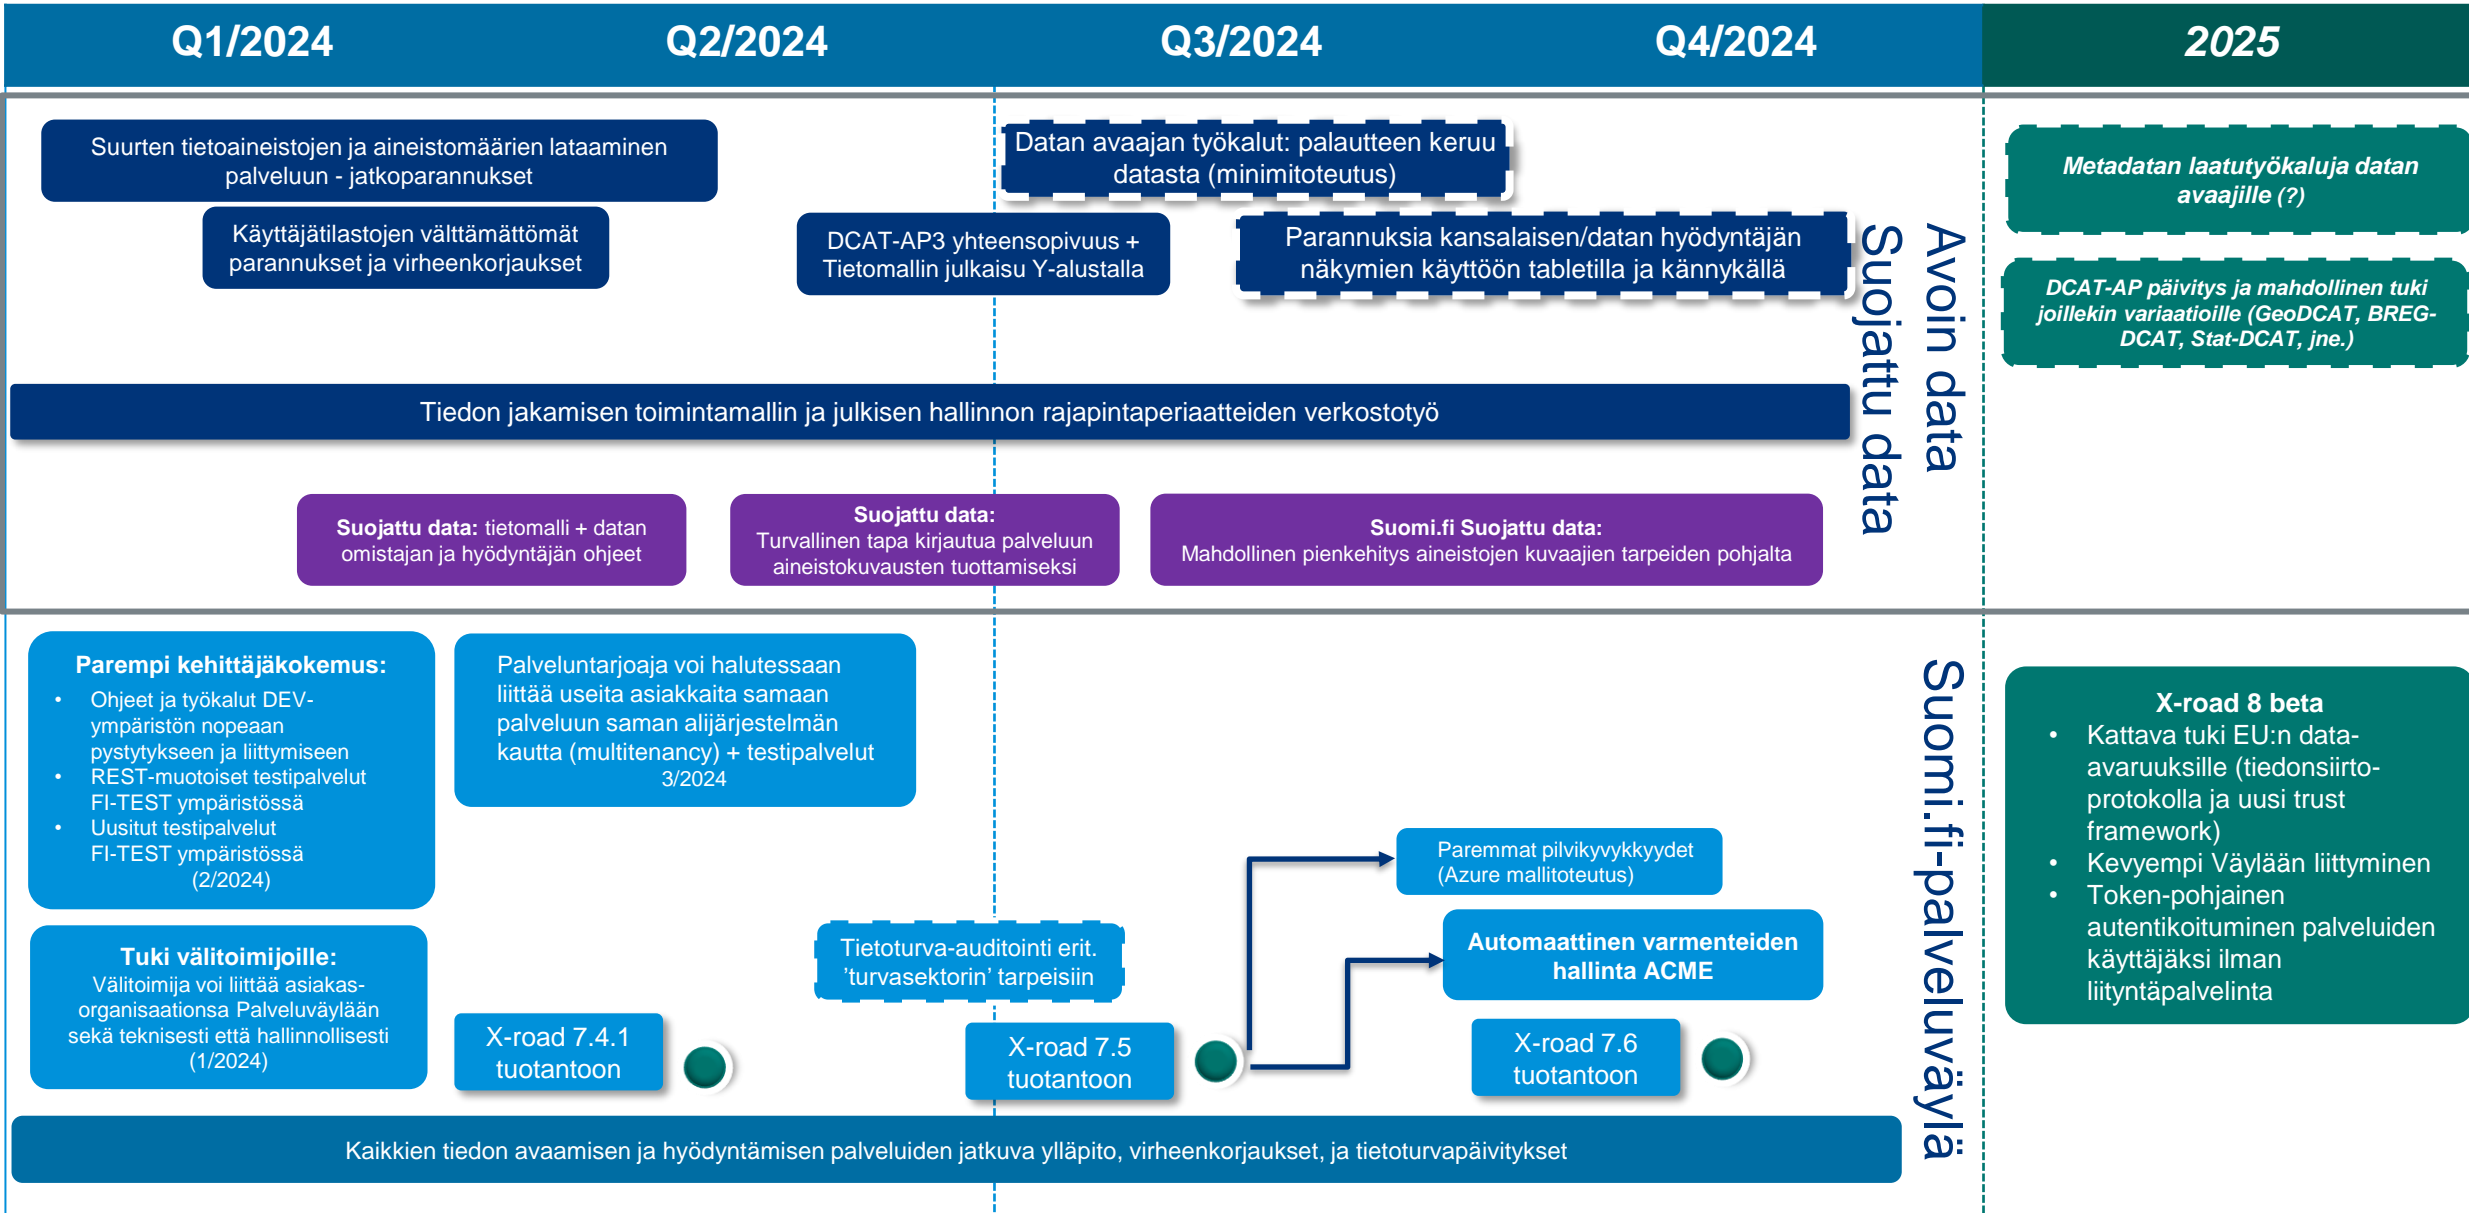 Q1/2024
Q2/2024
Q3/2024
Q4/2024
2025
Suurten tietoaineistojen ja aineistomäärien lataaminen
palveluun - jatkoparannukset
Käyttäjätilastojen välttämättömät
parannukset ja virheenkorjaukset
Datan avaajan työkalut: palautteen keruu
datasta (minimitoteutus)
DCAT-AP3 yhteensopivuus +
Tietomallin julkaisu Y-alustalla
Parannuksia kansalaisen/datan hyödyntäjän
näkymien käyttöön tabletilla ja kännykällä
Avoin data
Suojattu data
Metadatan laatutyökaluja datan
avaajille (?)
DCAT-AP päivitys ja mahdollinen tuki
joillekin variaatioille (GeoDCAT, BREG-
DCAT, Stat-DCAT, jne.)
Tiedon jakamisen toimintamallin ja julkisen hallinnon rajapintaperiaatteiden verkostotyö
Suojattu data: tietomalli + datan
omistajan ja hyödyntäjän ohjeet
Suojattu data:
Turvallinen tapa kirjautua palveluun
aineistokuvausten tuottamiseksi
Suomi.fi Suojattu data:
Mahdollinen pienkehitys aineistojen kuvaajien tarpeiden pohjalta
Parempi kehittäjäkokemus:
• Ohjeet ja työkalut DEV-
ympäristön nopeaan
pystytykseen ja liittymiseen
• REST-muotoiset testipalvelut
FI-TEST ympäristössä
• Uusitut testipalvelut
FI-TEST ympäristössä
(2/2024)
Palveluntarjoaja voi halutessaan
liittää useita asiakkaita samaan
palveluun saman alijärjestelmän
kautta (multitenancy) + testipalvelut
3/2024
Tuki välitoimijoille:
Välitoimija voi liittää asiakas-
organisaationsa Palveluväylään
sekä teknisesti että hallinnollisesti
(1/2024)
X-road 7.4.1
tuotantoon
Tietoturva-auditointi erit.
’turvasektorin’ tarpeisiin
X-road 7.5
tuotantoon
Paremmat pilvikyvykkyydet
(Azure mallitoteutus)
Automaattinen varmenteiden
hallinta ACME
X-road 7.6
tuotantoon
Suomi.fi-palveluväylä
X-road 8 beta
• Kattava tuki EU:n data-
avaruuksille (tiedonsiirto-
protokolla ja uusi trust
framework)
• Kevyempi Väylään liittyminen
• Token-pohjainen
autentikoituminen palveluiden
käyttäjäksi ilman
liityntäpalvelinta
Kaikkien tiedon avaamisen ja hyödyntämisen palveluiden jatkuva ylläpito, virheenkorjaukset, ja tietoturvapäivitykset